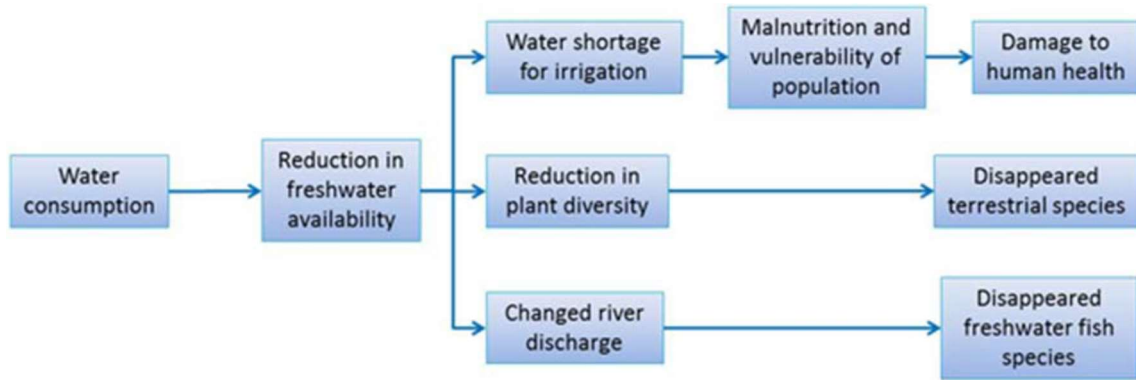 Water
consumption
Reduction in
freshwater
availability
Water shortage
for irrigation
Malnutrition and
vulnerability of
population
Damage to
human health
Reduction in
plant diversity
Disappeared
terrestrial species
Changed river
discharge
Disappeared
freshwater fish
species